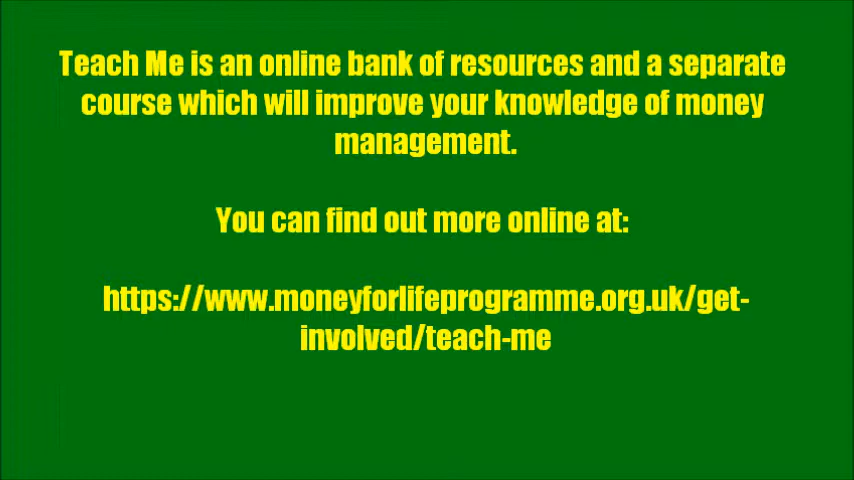 Teach Me is an online bank of resources and a separate
course which will improve your knowledge of money
management.
You can find out more online at:
https://www.moneyforlifeprogramme.org.uk/get-
involved/teach-me